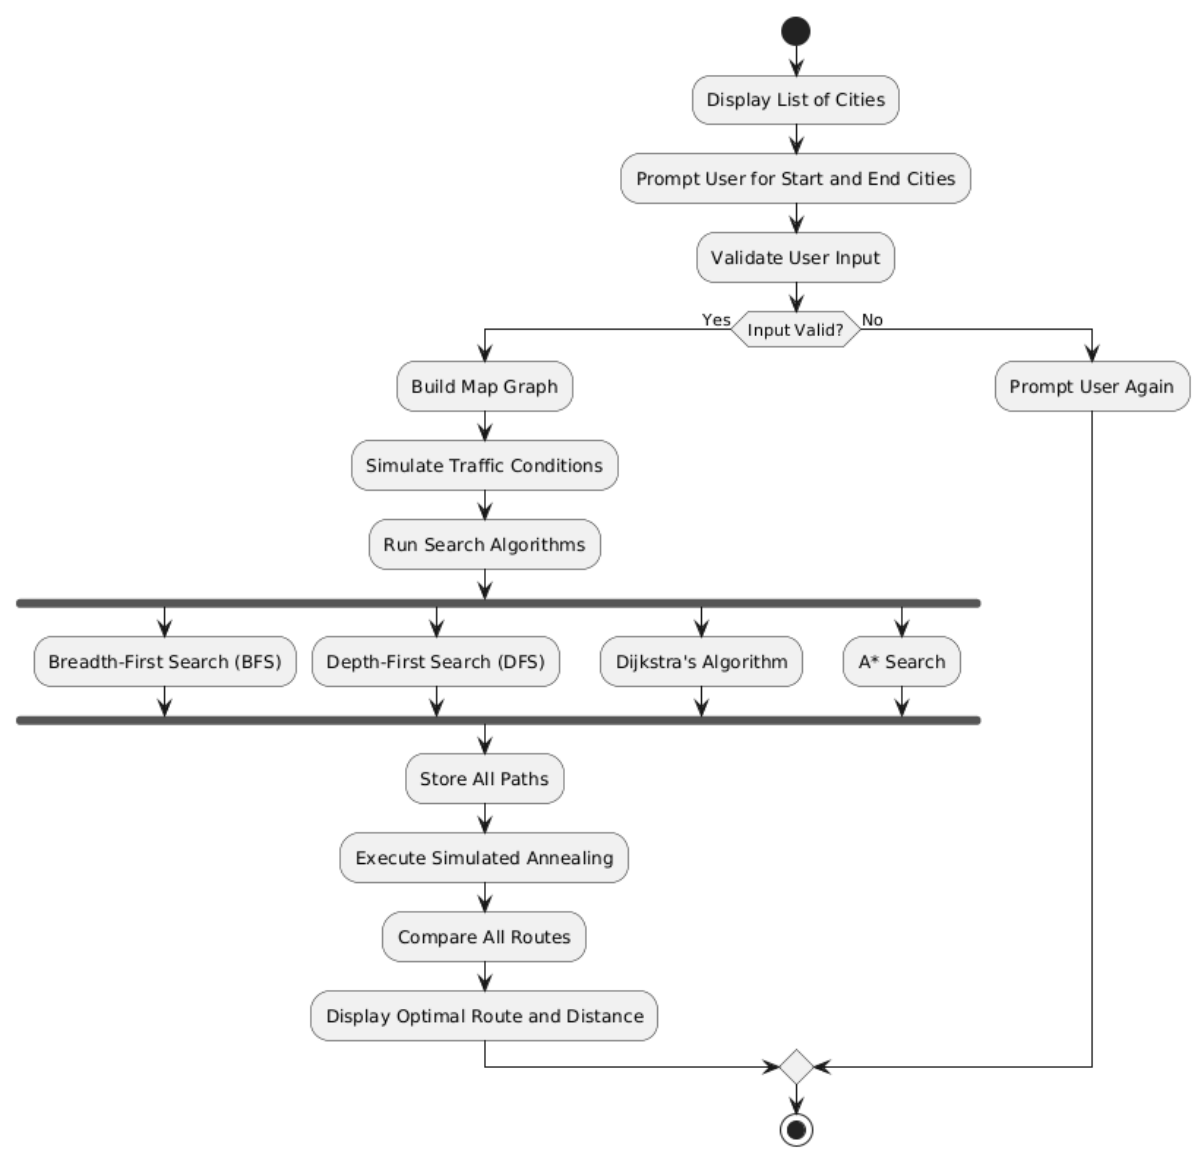 Display List of Cities
Prompt User for Start and End Cities
Validate User Input
Yes
Input Valid?
No
Build Map Graph
Prompt User Again
Simulate Traffic Conditions
Run Search Algorithms
Breadth-First Search (BFS)
Depth-First Search (DFS)
Dijkstra's Algorithm
A* Search
Store All Paths
Execute Simulated Annealing
Compare All Routes
Display Optimal Route and Distance